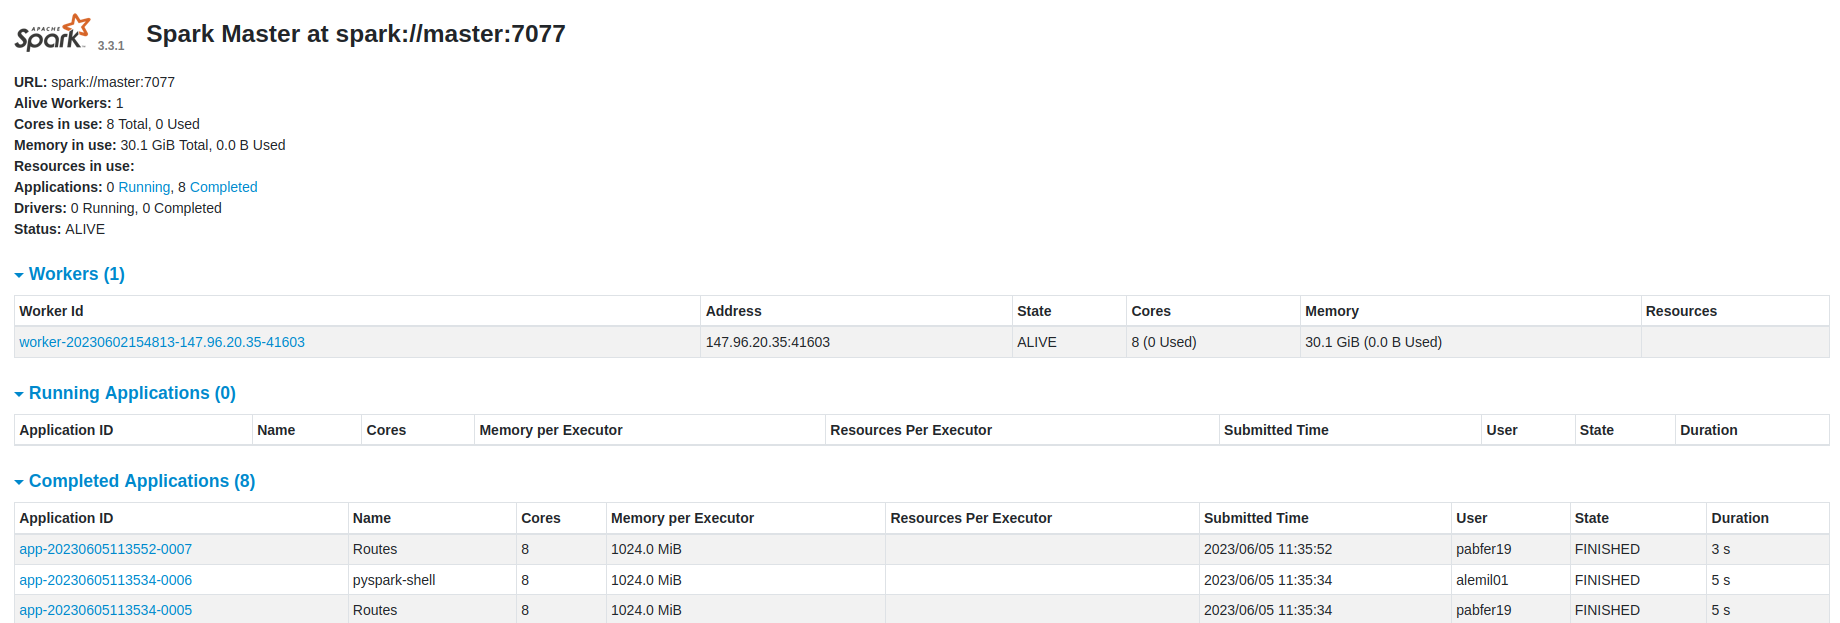 APACHE
Spark 3.3.1 Spark Master at spark://master:7077
URL: spark://master:7077
Alive Workers: 1
Cores in use: 8 Total, 0 Used
Memory in use: 30.1 GiB Total, 0.0 B Used
Resources in use:
Applications: 0 Running, 8 Completed
Drivers: 0 Running, 0 Completed
Status: ALIVE
Workers (1)
Worker Id Address State Cores Memory Resources
worker-20230602154813-147.96.20.35-41603 147.96.20.35:41603 ALIVE 8 (0 Used) 30.1 GiB (0.0 B Used)
Running Applications (0)
Application ID Name Cores Memory per Executor Resources Per Executor Submitted Time User State Duration
Completed Applications (8)
Application ID Name Cores Memory per Executor Resources Per Executor Submitted Time User State Duration
app-20230605113552-0007 Routes 8 1024.0 MiB 2023/06/05 11:35:52 pabfer19 FINISHED 3 s
app-20230605113534-0006 pyspark-shell 8 1024.0 MiB 2023/06/05 11:35:34 alemil01 FINISHED 5 s
app-20230605113534-0005 Routes 8 1024.0 MiB 2023/06/05 11:35:34 pabfer19 FINISHED 5 s